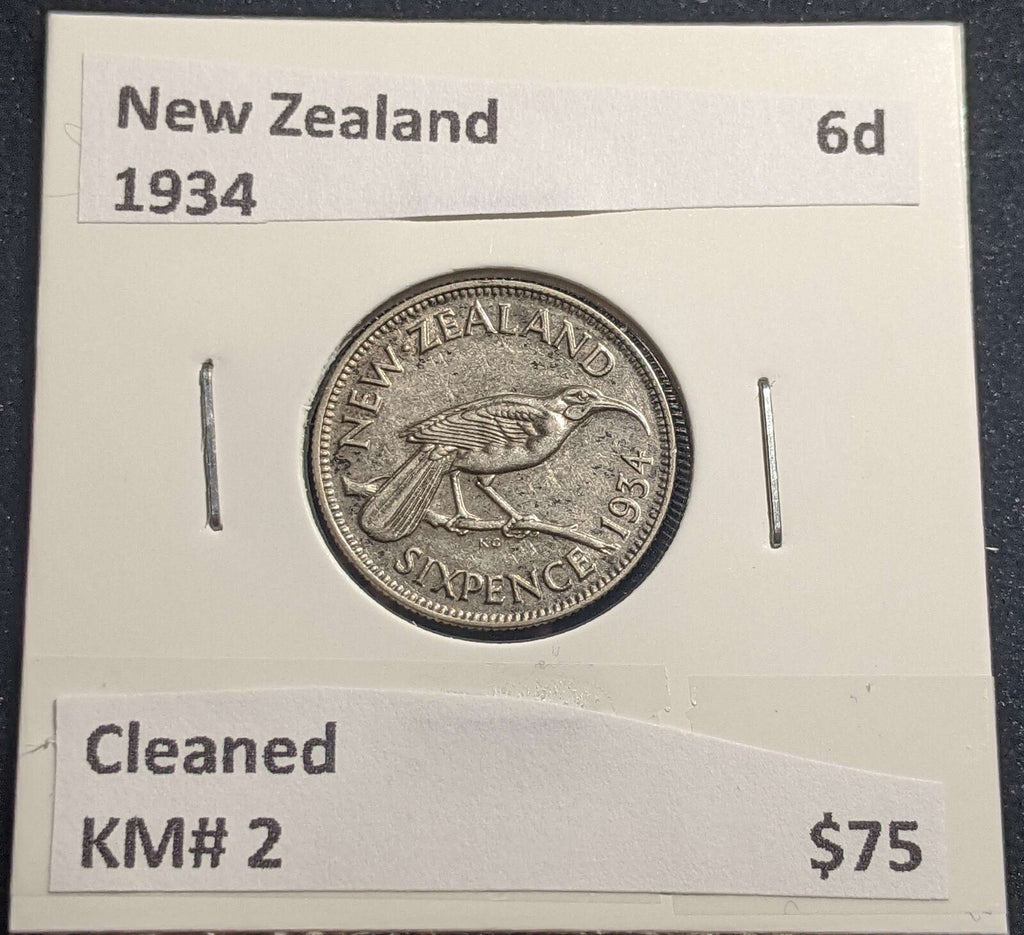 New Zealand 6d
1934
NEW·ZEALAND
1934
SIXPENCE
KG
Cleaned
KM# 2 $75